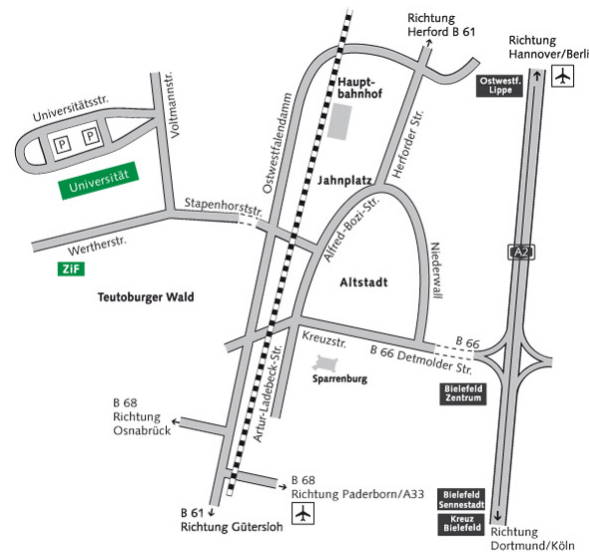 Richtung
Herford B 61
Richtung
Hannover/Berli
Ostwestf.
Lippe
Haupt-
bahnhof
Universitätsstr.
Voltmannstr.
P
P
Universität
Ostwestfalendamm
Herforder Str.
Jahnplatz
Stapenhorststr.
Alfred-Bozi-Str.
Wertherstr.
ZiF
Niederwall
A2
Altstadt
Teutoburger Wald
Kreuzstr.
B 66
B 66 Detmolder Str.
Artur-Ladebeck-Str.
Sparrenburg
Bielefeld
Zentrum
B 68
Richtung
Osnabrück
B 68
Richtung Paderborn/A33
B 61
Richtung Gütersloh
Bielefeld
Sennestadt
Kreuz
Bielefeld
Richtung
Dortmund/Köln